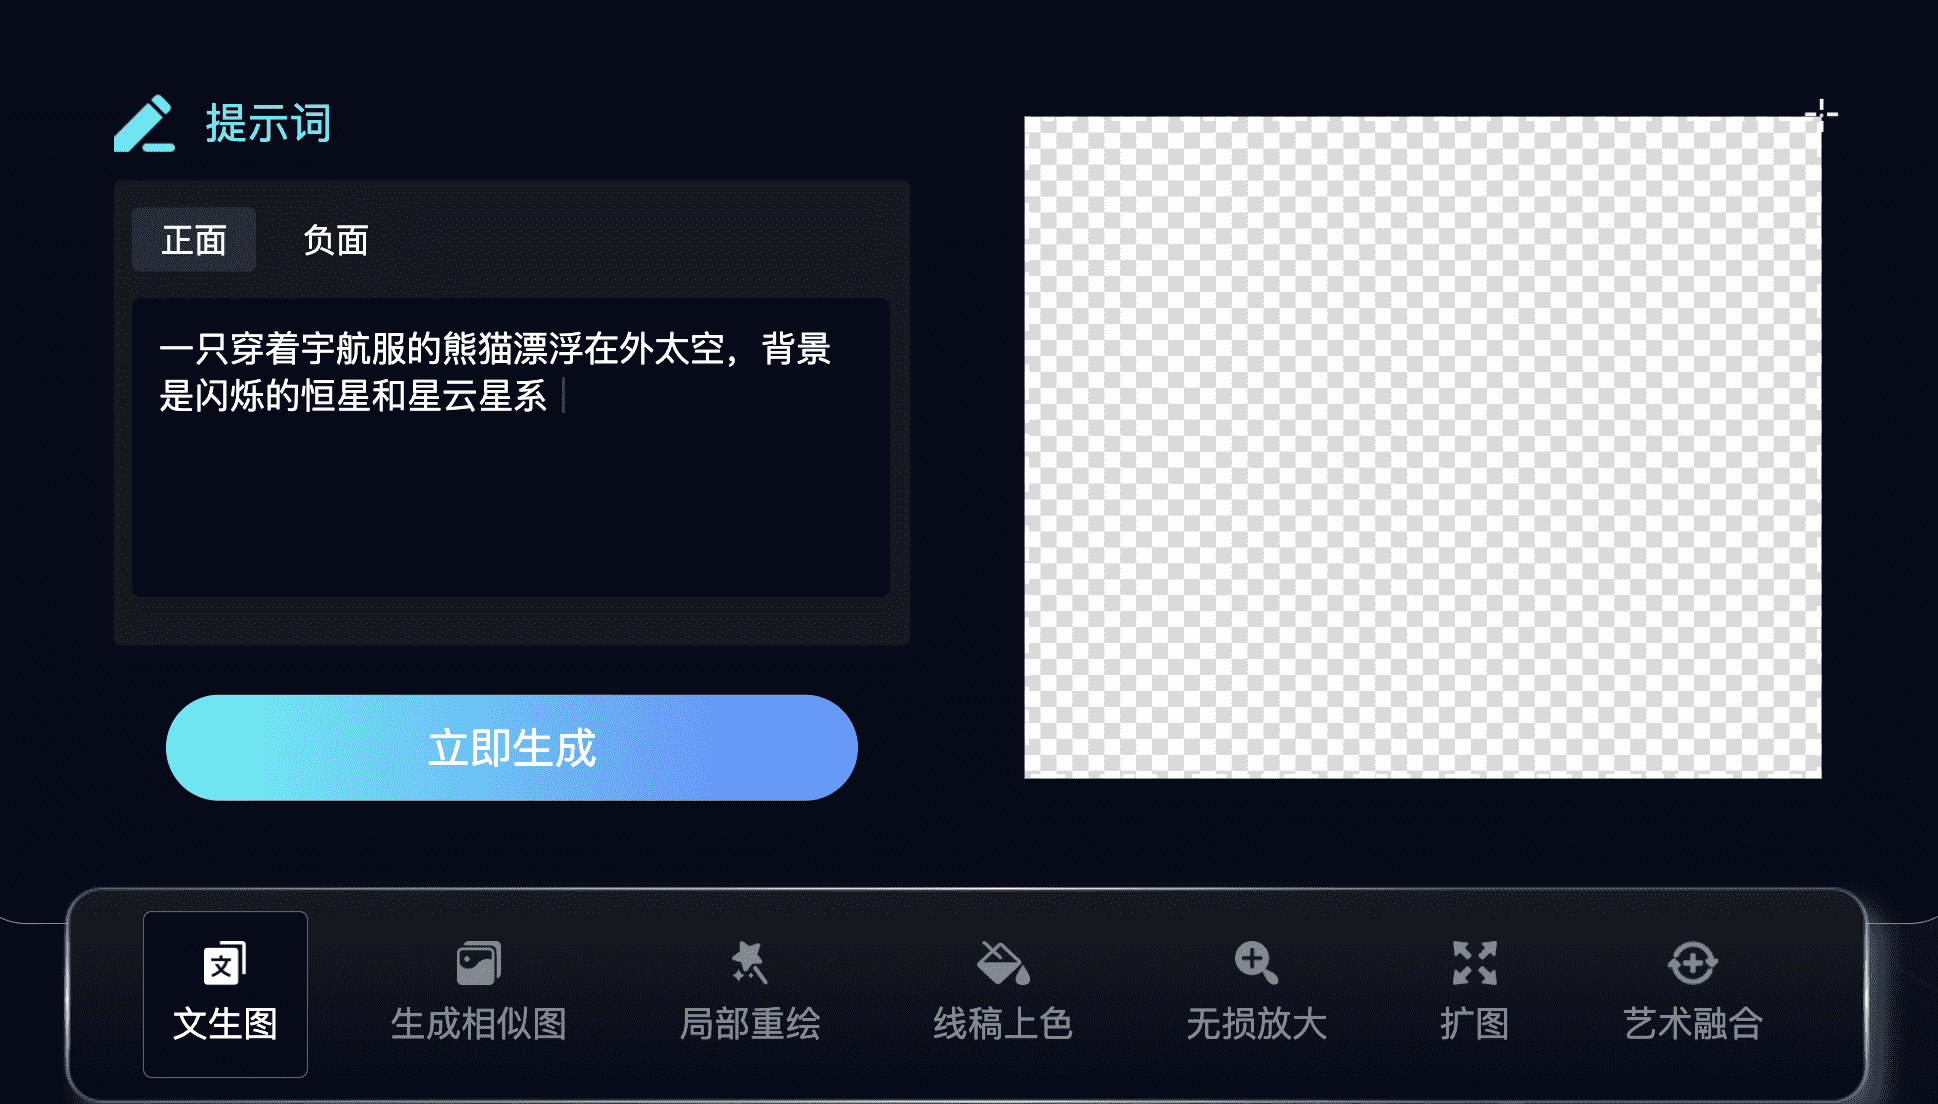 提示词
正面
负面
一只穿着宇航服的熊猫漂浮在外太空，背景
是闪烁的恒星和星云星系
立即生成
文
文生图
生成相似图
局部重绘
线稿上色
无损放大
扩图
艺术融合